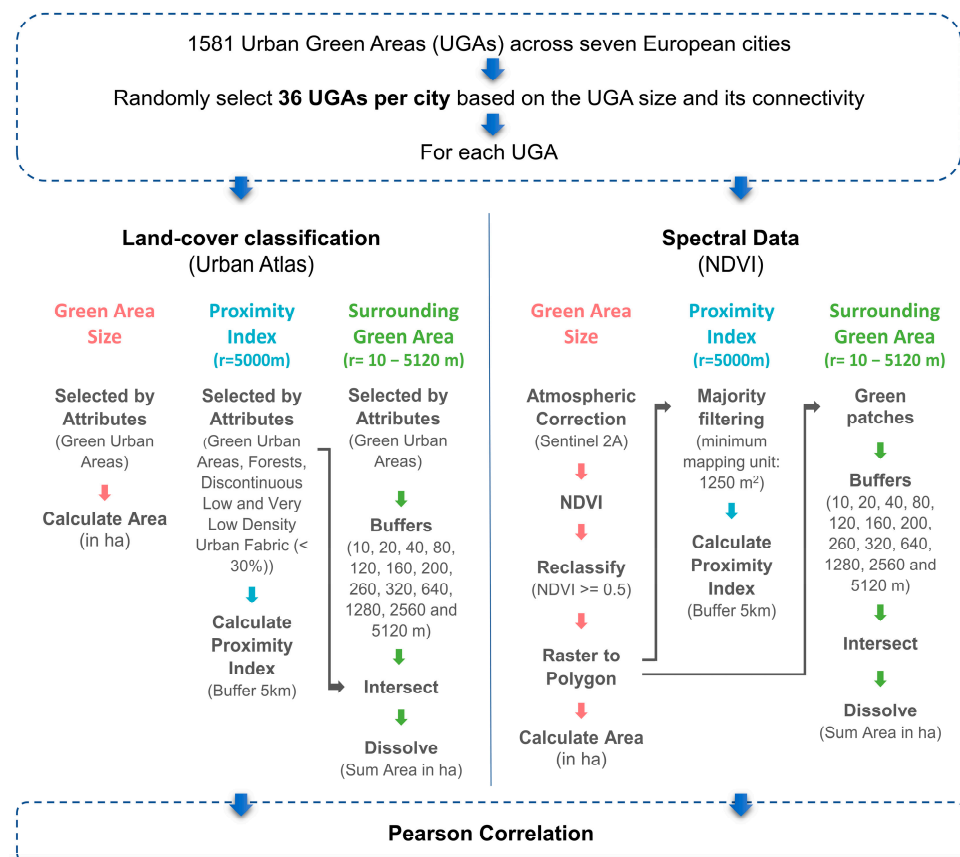 1581 Urban Green Areas (UGAs) across seven European cities
Randomly select 36 UGAs per city based on the UGA size and its connectivity
For each UGA
Land-cover classification
(Urban Atlas)
Green Area
Size
Selected by
Attributes
(Green Urban
Areas)
Calculate Area
(in ha)
Proximity
Index
(r=5000m)
Selected by
Attributes
(Green Urban
Areas, Forests,
Discontinuous
Low and Very
Low Density
Urban Fabric (<
30%))
Calculate
Proximity
Index
(Buffer 5km)
Surrounding
Green Area
(r= 10 – 5120 m)
Selected by
Attributes
(Green Urban
Areas)
Buffers
(10, 20, 40, 80,
120, 160, 200,
260, 320, 640,
1280, 2560 and
5120 m)
Intersect
Dissolve
(Sum Area in ha)
Spectral Data
(NDVI)
Green Area
Size
Atmospheric
Correction
(Sentinel 2A)
NDVI
Reclassify
(NDVI >= 0.5)
Raster to
Polygon
Calculate Area
(in ha)
Proximity
Index
(r=5000m)
Majority
filtering
(minimum
mapping unit:
1250 m²)
Calculate
Proximity
Index
(Buffer 5km)
Surrounding
Green Area
(r= 10 – 5120 m)
Green
patches
Buffers
(10, 20, 40, 80,
120, 160, 200,
260, 320, 640,
1280, 2560 and
5120 m)
Intersect
Dissolve
(Sum Area in ha)
Pearson Correlation